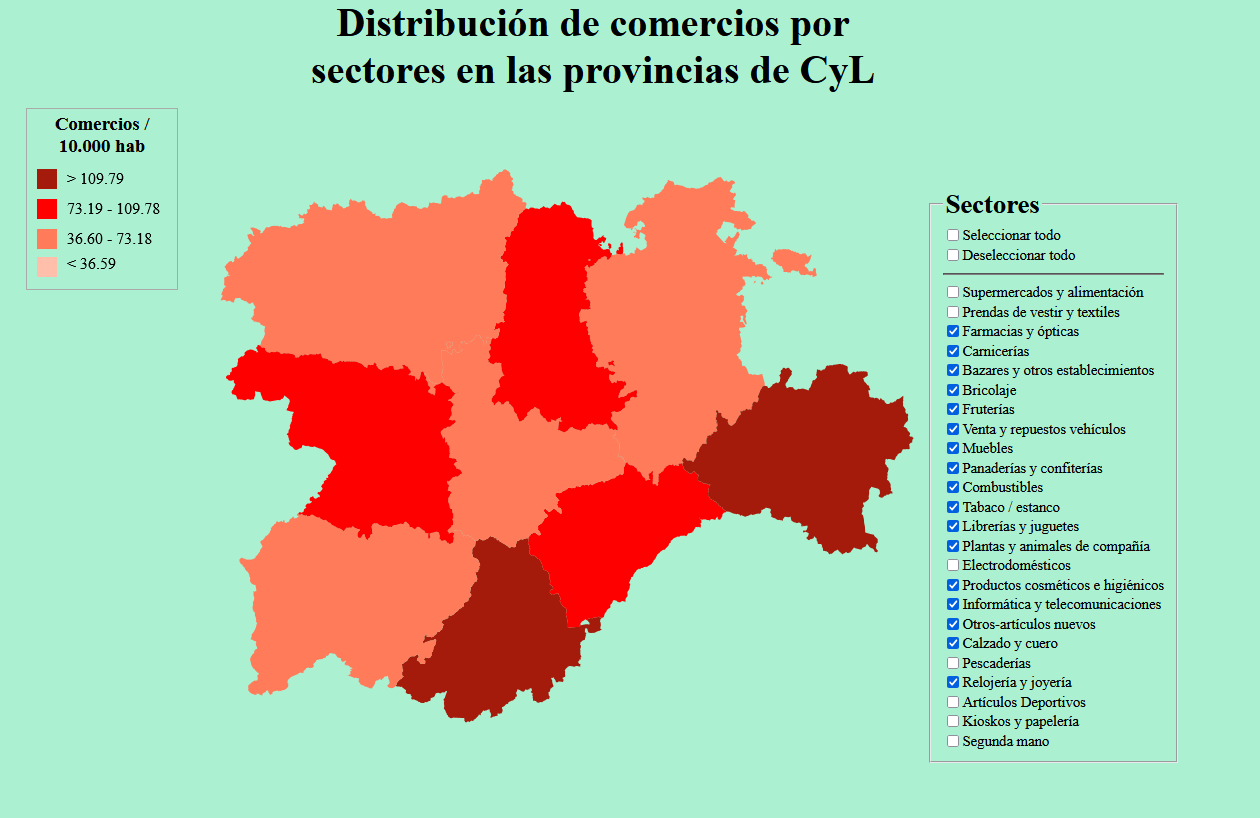 Distribución de comercios por
sectores en las provincias de CyL
Comercios /
10.000 hab
> 109.79
73.19 - 109.78
36.60 - 73.18
< 36.59
Sectores
Seleccionar todo
Deseleccionar todo
Supermercados y alimentación
Prendas de vestir y textiles
Farmacias y ópticas
Carnicerías
Bazares y otros establecimientos
Bricolaje
Fruterías
Venta y repuestos vehículos
Muebles
Panaderías y confiterías
Combustibles
Tabaco / estanco
Librerías y juguetes
Plantas y animales de compañía
Electrodomésticos
Productos cosméticos e higiénicos
Informática y telecomunicaciones
Otros-artículos nuevos
Calzado y cuero
Pescaderías
Relojería y joyería
Artículos Deportivos
Kioskos y papelería
Segunda mano